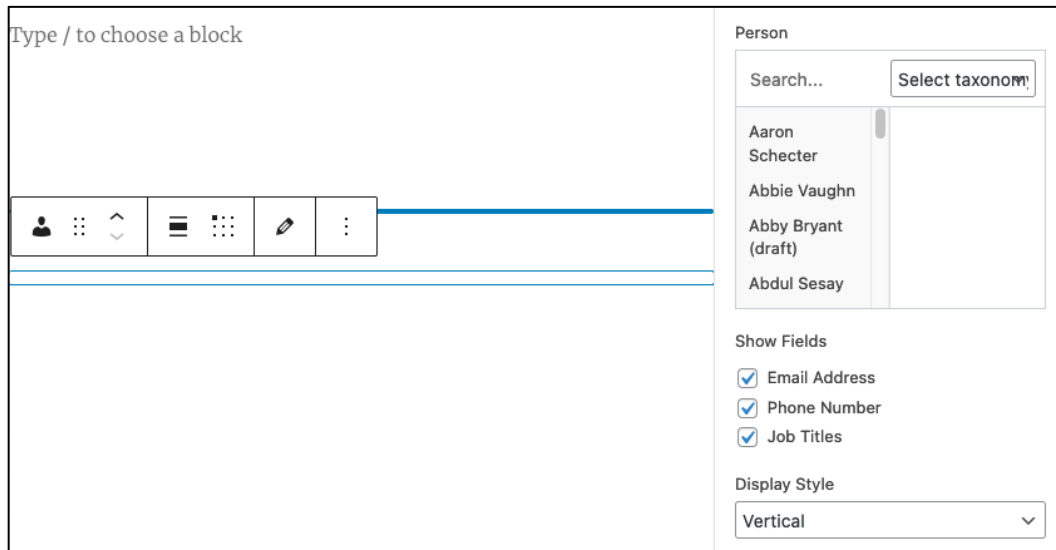 Type / to choose a block
Person
Search...
Select taxonomy
Aaron
Schecter
Abbie Vaughn
Abby Bryant
(draft)
Abdul Sesay
Show Fields
Email Address
Phone Number
Job Titles
Display Style
Vertical